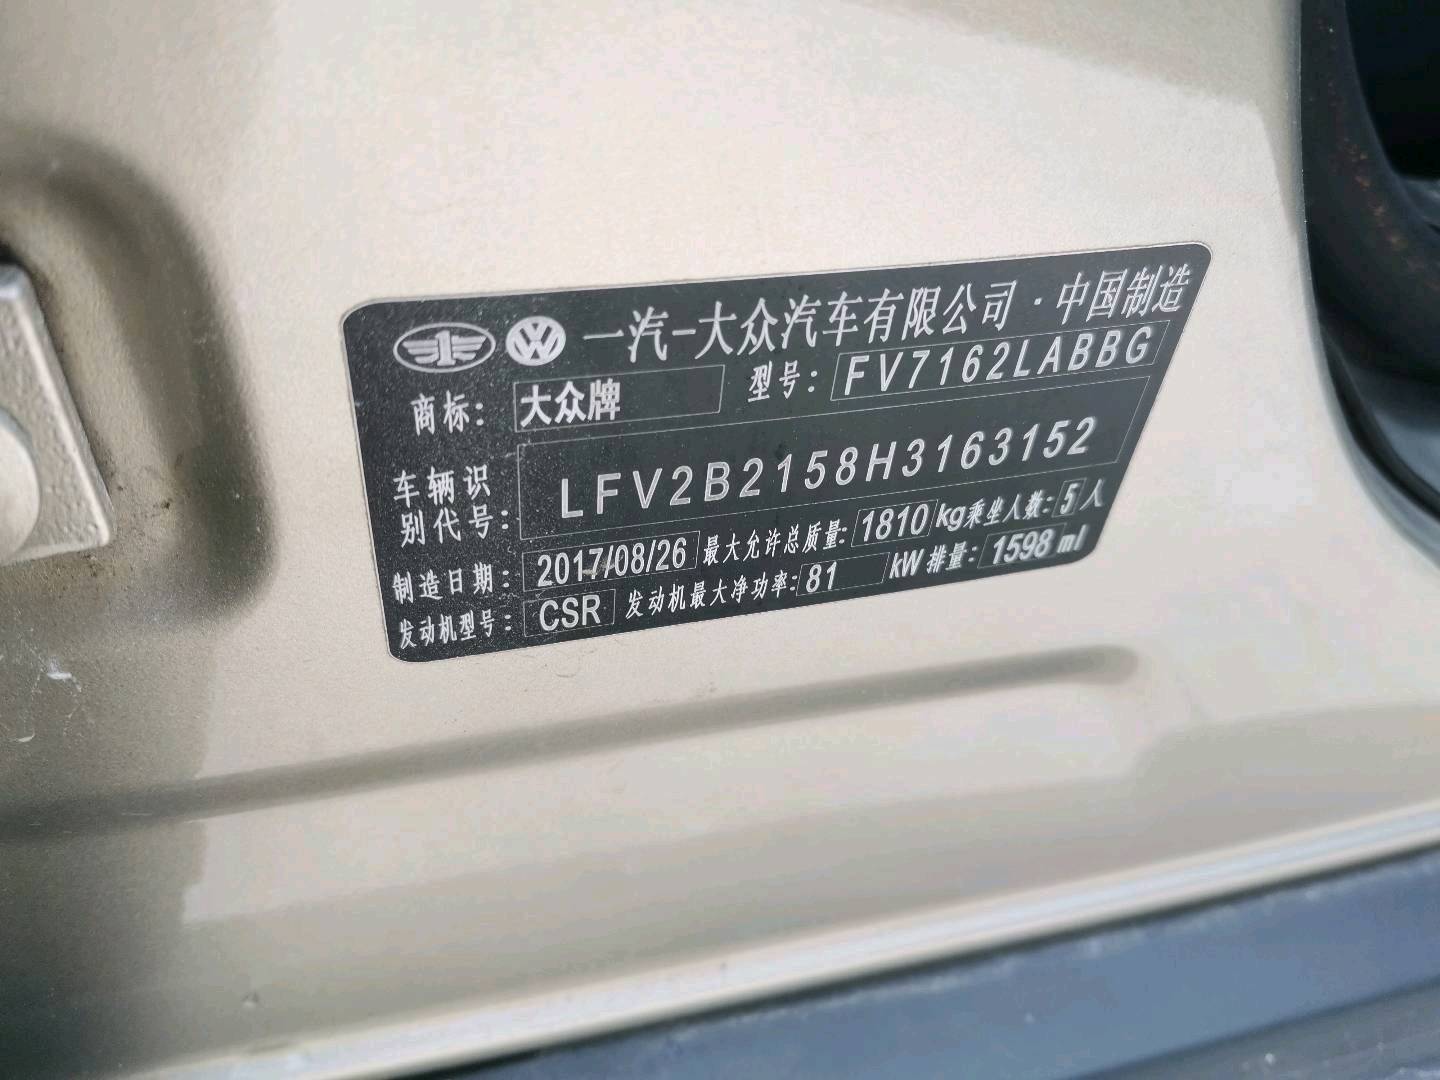 一汽-大众汽车有限公司·中国制造
商标: 大众牌 型号: FV7162LABBG
车辆识别代号: LFV2B2158H3163152
制造日期: 2017/08/26 最大允许总质量: 1810 kg 乘坐人数: 5 人
发动机型号: CSR 发动机最大净功率: 81 kW 排量: 1598 ml